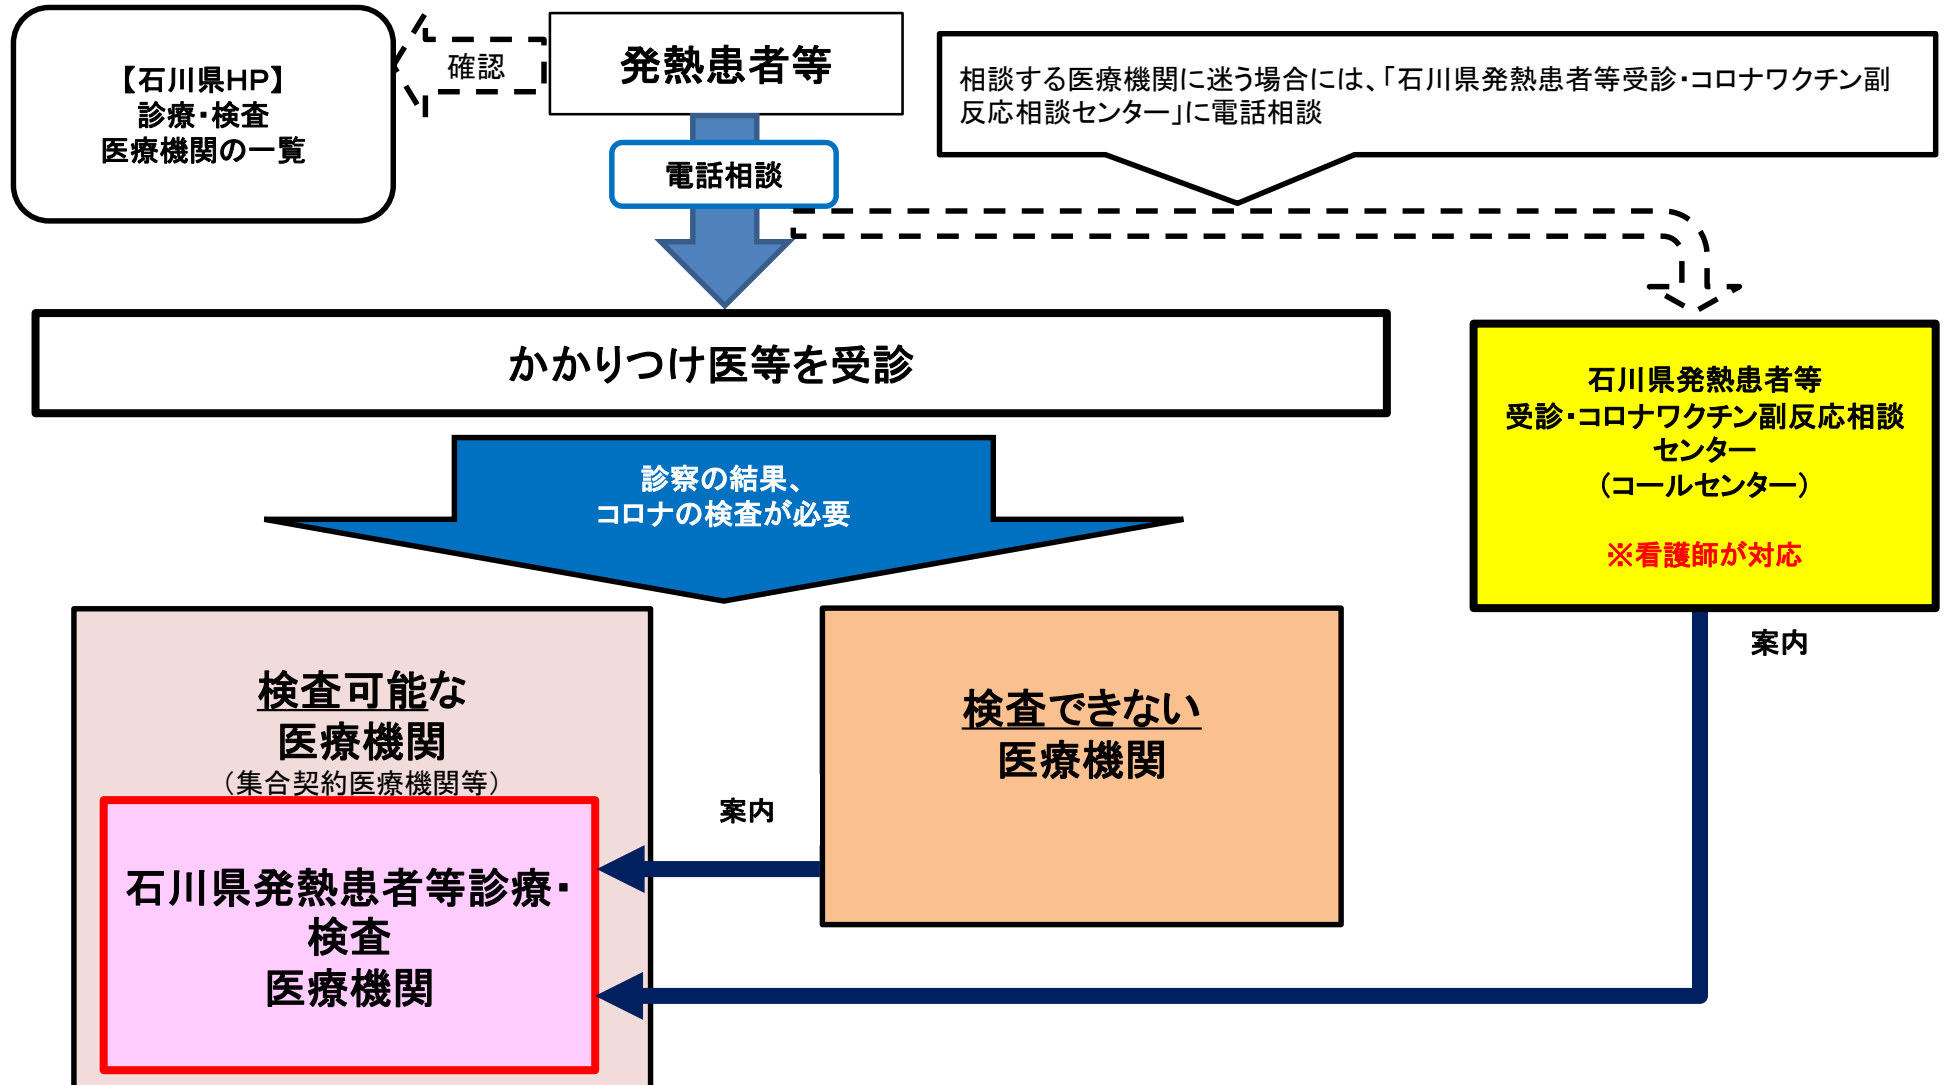 【石川県HP】
診療・検査
医療機関の一覧
確認
発熱患者等
電話相談
相談する医療機関に迷う場合には、「石川県発熱患者等受診・コロナワクチン副
反応相談センター」に電話相談
かかりつけ医等を受診
石川県発熱患者等
受診・コロナワクチン副反応相談
センター
（コールセンター）
※看護師が対応
診察の結果、
コロナの検査が必要
案内
検査可能な
医療機関
（集合契約医療機関等）
検査できない
医療機関
案内
石川県発熱患者等診療・
検査
医療機関